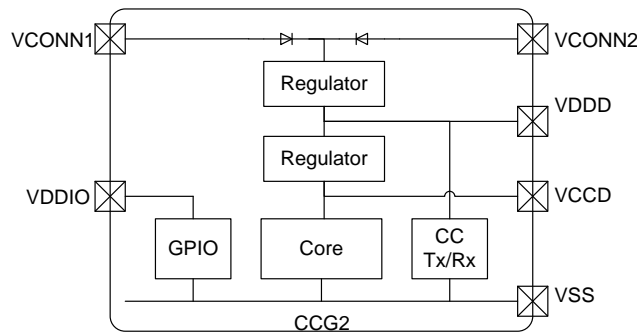 VCONN1
VCONN2
Regulator
VDDD
Regulator
VDDIO
VCCD
GPIO
Core
CC
Tx/Rx
VSS
CCG2